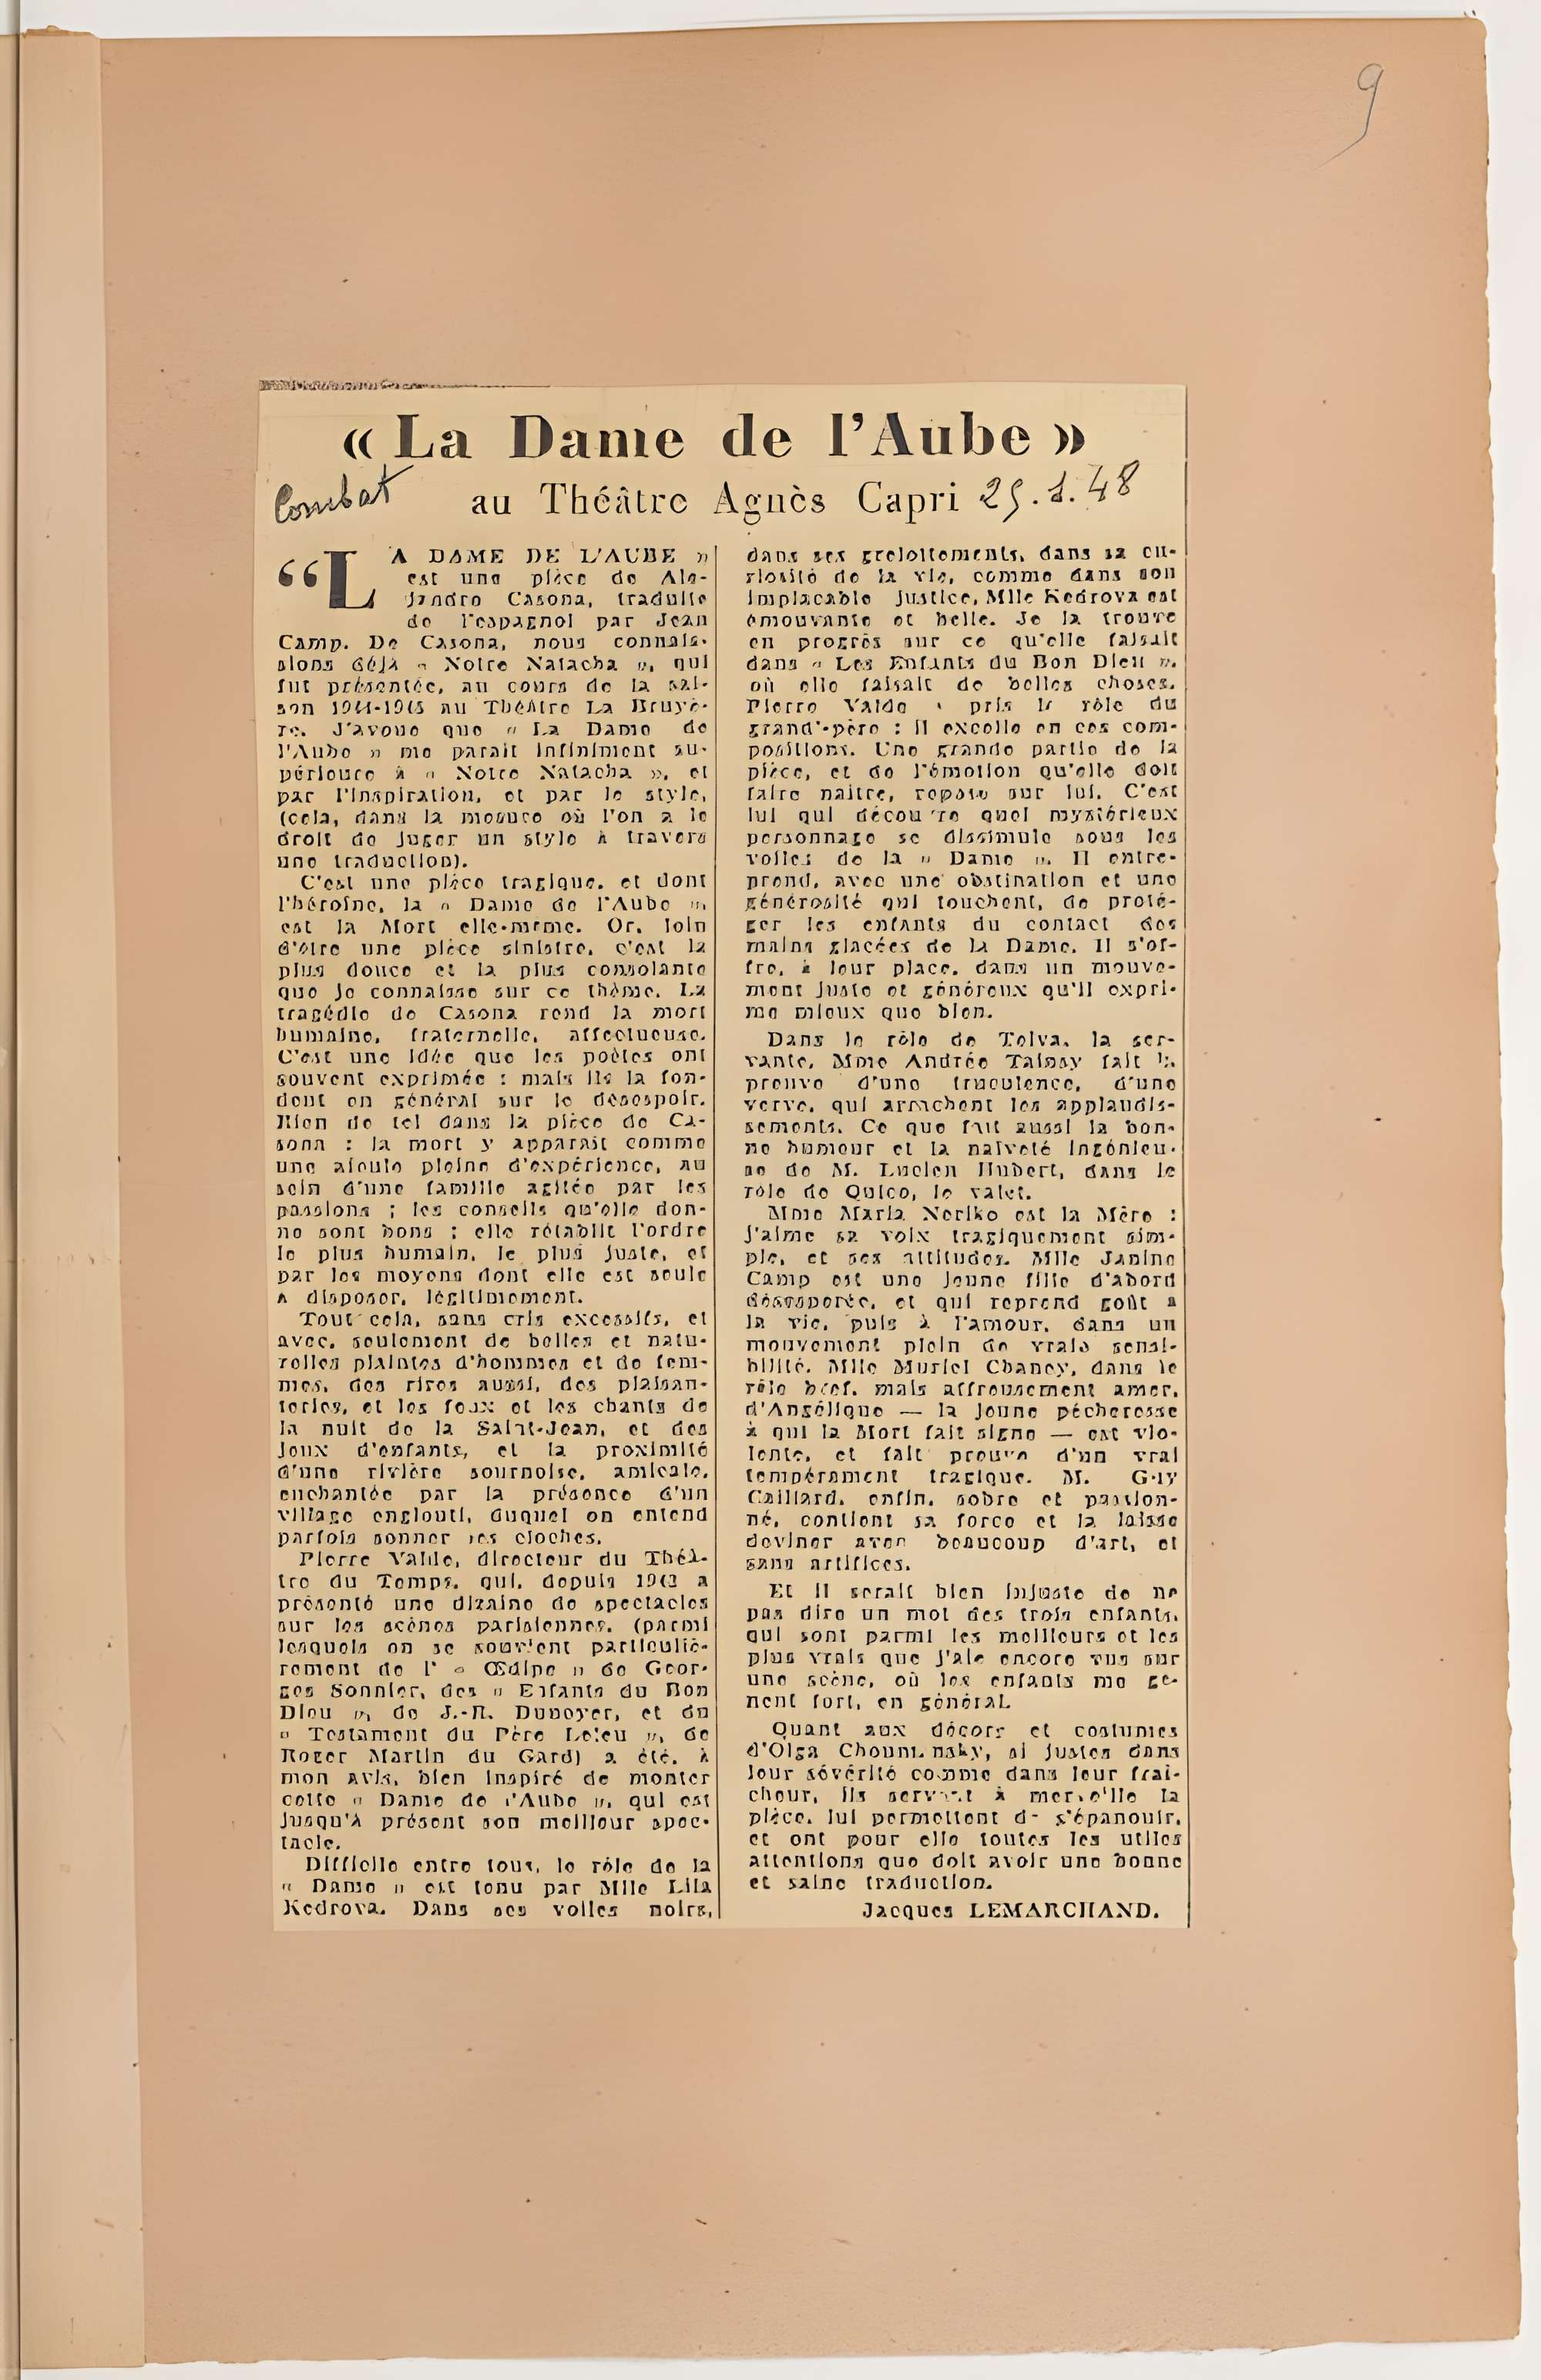 9
« La Dame de l'Aube »
Combat
au Théâtre Agnès Capri 25.1.48
“LA DAME DE L'AUBE »
est une pièce de Ale-
jandro Casona, traduite
de l'espagnol par Jean
Camp. De Casona, nous connais-
sions déjà « Notre Natacha », qui
fut présentée, au cours de la sai-
son 1944-1945 au Théâtre La Bruyè-
re. J'avoue que « La Dame de
l'Aube » me parait infiniment su-
périeure à « Notre Natacha », et
par l'inspiration, et par le style,
(cela, dans la mesure où l'on a le
droit de juger un style à travers
une traduction).
C'est une pièce tragique, et dont
l'héroïne, la « Dame de l'Aube »,
est la Mort elle-même. Or, loin
d'être une pièce sinistre, c'est la
plus douce et la plus consolante
que je connaisse sur ce thème. La
tragédie de Casona rend la mort
humaine, fraternelle, affectueuse.
C'est une idée que les poètes ont
souvent exprimée : mais ils la fon-
dent en général sur le désespoir.
Rien de tel dans la pièce de Ca-
sona : la mort y apparait comme
une aïeule pleine d'expérience, au
sein d'une famille agitée par les
passions ; les conseils qu'elle don-
ne sont bons ; elle rétablit l'ordre
le plus humain, le plus juste, et
par les moyens dont elle est seule
à disposer, légitimement.
Tout cela, sans cris excessifs, et
avec, seulement de belles et natu-
relles plaintes d'hommes et de fem-
mes, des rires aussi, des plaisan-
teries, et les feux et les chants de
la nuit de la Saint-Jean, et des
jeux d'enfants, et la proximité
d'une rivière sournoise, amicale,
enchantée par la présence d'un
village englouti, duquel on entend
parfois sonner les cloches.
Pierre Valde, directeur du Théâ-
tre du Temps, qui, depuis 1943 a
présenté une dizaine de spectacles
sur les scènes parisiennes, (parmi
lesquels on se souvient particuliè-
rement de l' « Œdipe » de Geor-
ges Sonnier, des « Enfants du Bon
Dieu », de J.-R. Dunoyer, et du
« Testament du Père Leleu », de
Roger Martin du Gard) a été, à
mon avis, bien inspiré de monter
cette « Dame de l'Aube », qui est
jusqu'à présent son meilleur spec-
tacle.
Difficile entre tous, le rôle de la
« Dame » est tenu par Mlle Lila
Kedrova. Dans ses voiles noirs,
dans ses grelottements, dans sa cu-
riosité de la vie, comme dans son
implacable justice, Mlle Kedrova est
émouvante et belle. Je la trouve
en progrès sur ce qu'elle faisait
dans « Les Enfants du Bon Dieu »,
où elle faisait de belles choses.
Pierre Valde a pris le rôle du
grand'-père : il excelle en ces com-
positions. Une grande partie de la
pièce, et de l'émotion qu'elle doit
faire naitre, repose sur lui. C'est
lui qui découvre quel mystérieux
personnage se dissimule sous les
voiles de la « Dame ». Il entre-
prend, avec une obstination et une
générosité qui touchent, de proté-
ger les enfants du contact des
mains glacées de la Dame. Il s'of-
fre, à leur place, dans un mouve-
ment juste et généreux qu'il expri-
me mieux que bien.
Dans le rôle de Telva, la ser-
vante, Mme Andrée Tainsy fait la
preuve d'une truculence, d'une
verve, qui arrachent les applaudis-
sements. Ce que fait aussi la bon-
ne humeur et la naïveté ingénieu-
se de M. Lucien Hubert, dans le
rôle de Quico, le valet.
Mme Maria Noriko est la Mère :
j'aime sa voix tragiquement sim-
ple, et ses attitudes. Mlle Janine
Camp est une jeune fille d'abord
désespérée, et qui reprend goût à
la vie, puis à l'amour, dans un
mouvement plein de vraie sensi-
bilité. Mlle Muriel Chaney, dans le
rôle bref, mais affreusement amer,
d'Angélique — la jeune pécheresse
à qui la Mort fait signe — est vio-
lente, et fait preuve d'un vrai
tempérament tragique. M. Guy
Gaillard, enfin, sobre et passion-
né, contient sa force et la laisse
deviner avec beaucoup d'art, et
sans artifices.
Et il serait bien injuste de ne
pas dire un mot des trois enfants,
qui sont parmi les meilleurs et les
plus vrais que j'aie encore vus sur
une scène, où les enfants me gê-
nent fort, en général.
Quant aux décors et costumes
d'Olga Choumansky, si justes dans
leur sévérité comme dans leur fraî-
cheur, ils servent à merveille la
pièce, lui permettent de s'épanouir,
et ont pour elle toutes les utiles
attentions que doit avoir une bonne
et saine traduction.
Jacques LEMARCHAND.